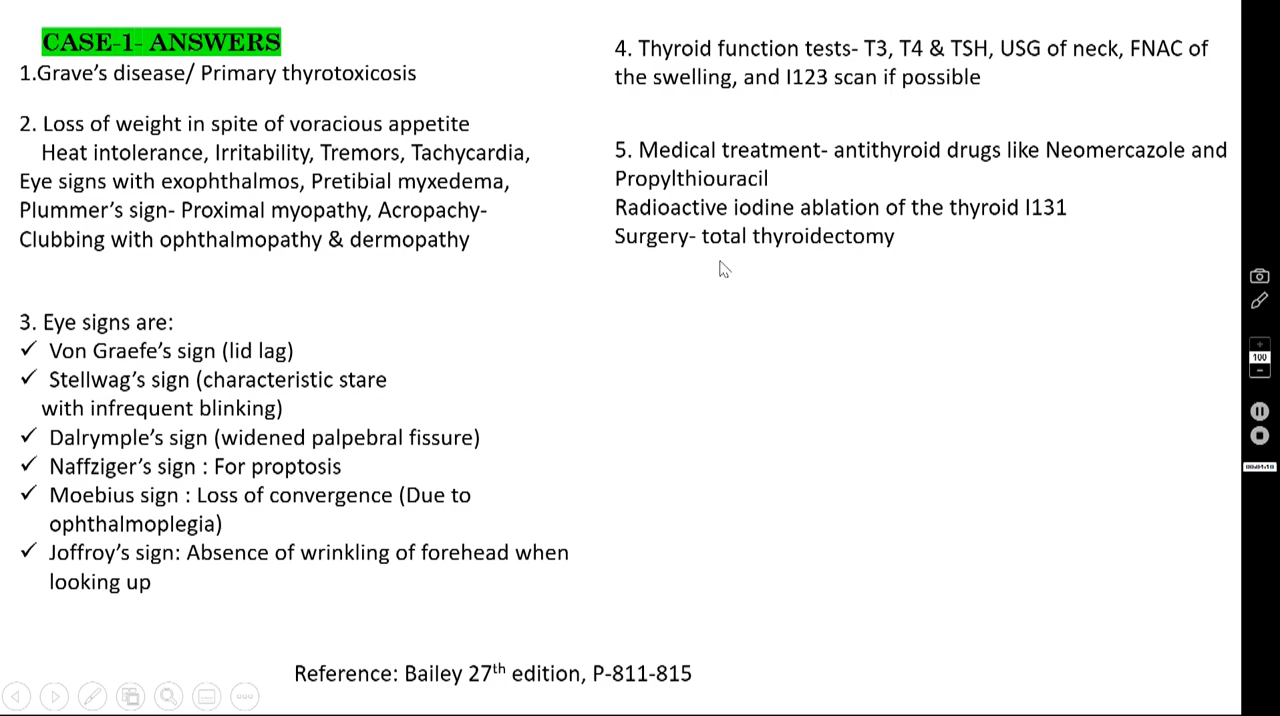 CASE-1- ANSWERS
1.Grave's disease/ Primary thyrotoxicosis
2. Loss of weight in spite of voracious appetite
Heat intolerance, Irritability, Tremors, Tachycardia,
Eye signs with exophthalmos, Pretibial myxedema,
Plummer's sign- Proximal myopathy, Acropachy-
Clubbing with ophthalmopathy & dermopathy
3. Eye signs are:
✓ Von Graefe's sign (lid lag)
✓ Stellwag's sign (characteristic stare
with infrequent blinking)
✓ Dalrymple's sign (widened palpebral fissure)
✓ Naffziger's sign : For proptosis
✓ Moebius sign : Loss of convergence (Due to
ophthalmoplegia)
✓ Joffroy's sign: Absence of wrinkling of forehead when
looking up
4. Thyroid function tests- T3, T4 & TSH, USG of neck, FNAC of
the swelling, and I123 scan if possible
5. Medical treatment- antithyroid drugs like Neomercazole and
Propylthiouracil
Radioactive iodine ablation of the thyroid I131
Surgery- total thyroidectomy
Reference: Bailey 27th edition, P-811-815
100